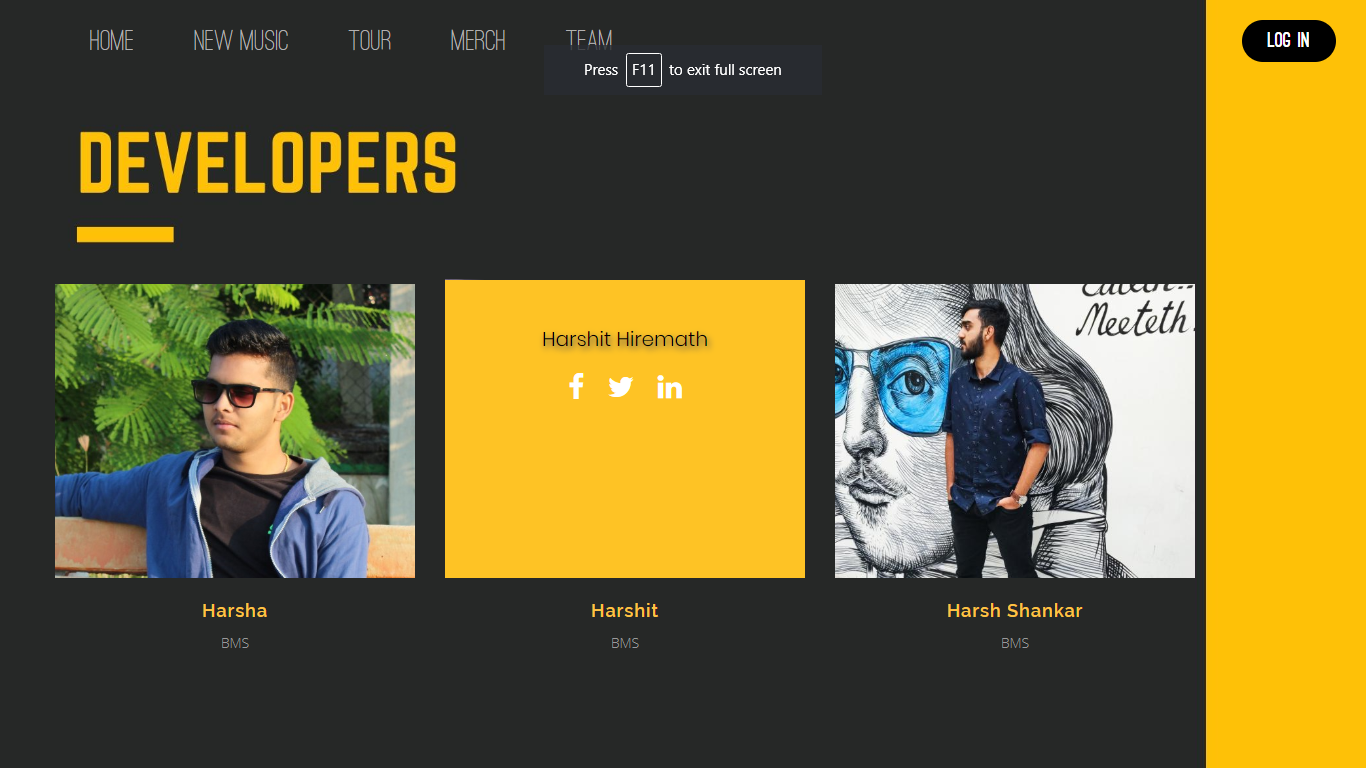 HOME NEW MUSIC TOUR MERCH TEAM LOG IN
Press F11 to exit full screen
DEVELOPERS
Meeteth
Harshit Hiremath
Harsha Harshit Harsh Shankar
BMS BMS BMS